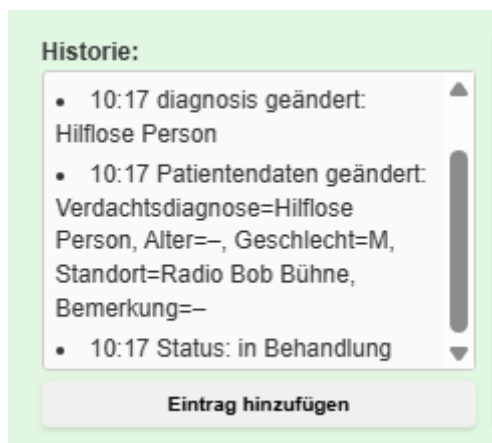 Historie:
• 10:17 diagnosis geändert:
Hilflose Person
• 10:17 Patientendaten geändert:
Verdachtsdiagnose=Hilflose
Person, Alter=–, Geschlecht=M,
Standort=Radio Bob Bühne,
Bemerkung=–
• 10:17 Status: in Behandlung
Eintrag hinzufügen